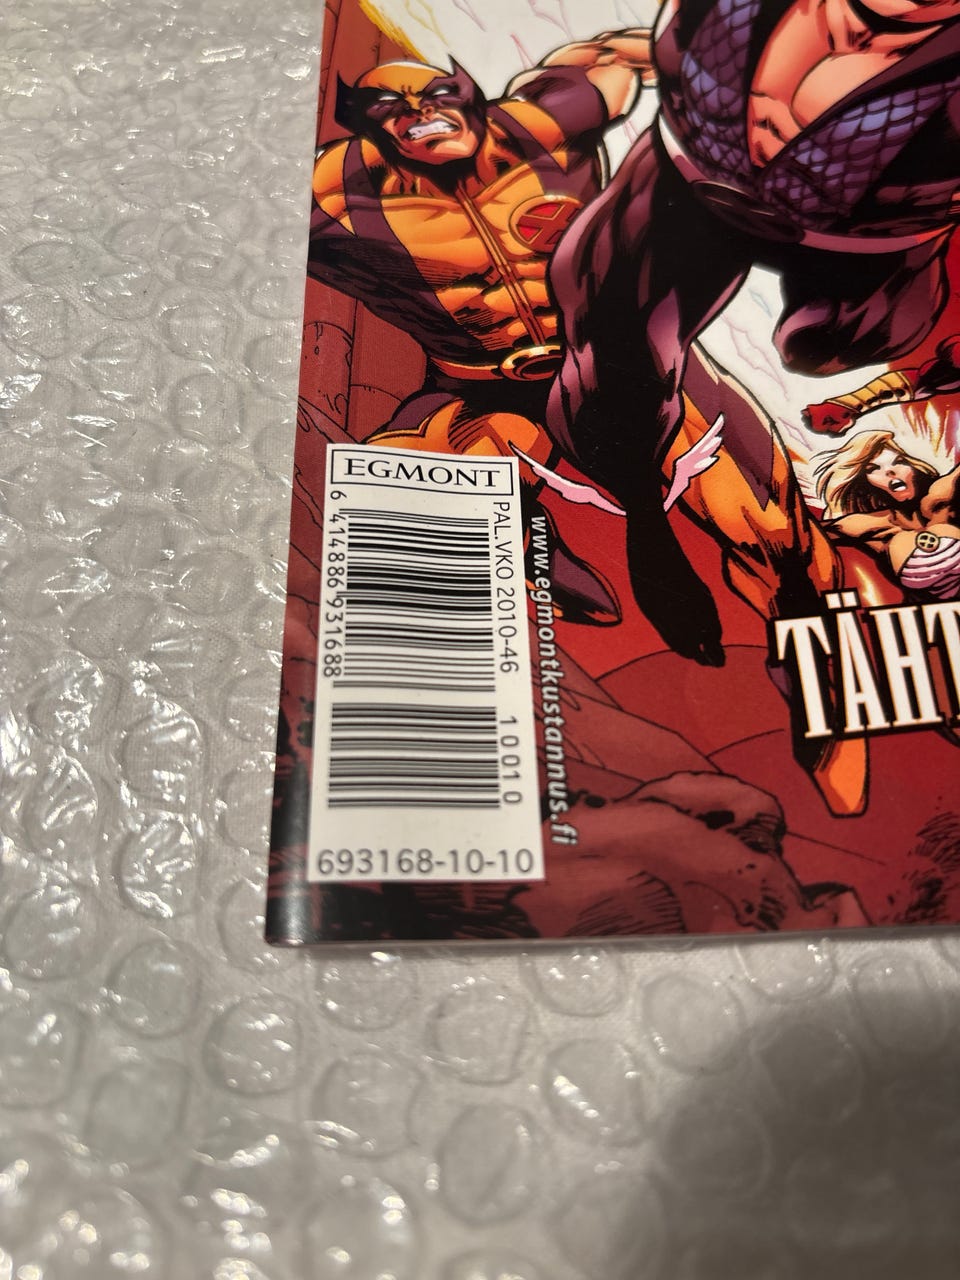 EGMONT
6 414886 931688
PAL.VKO 2010-46
10010
693168-10-10
www.egmontkustannus.fi
TÄHT